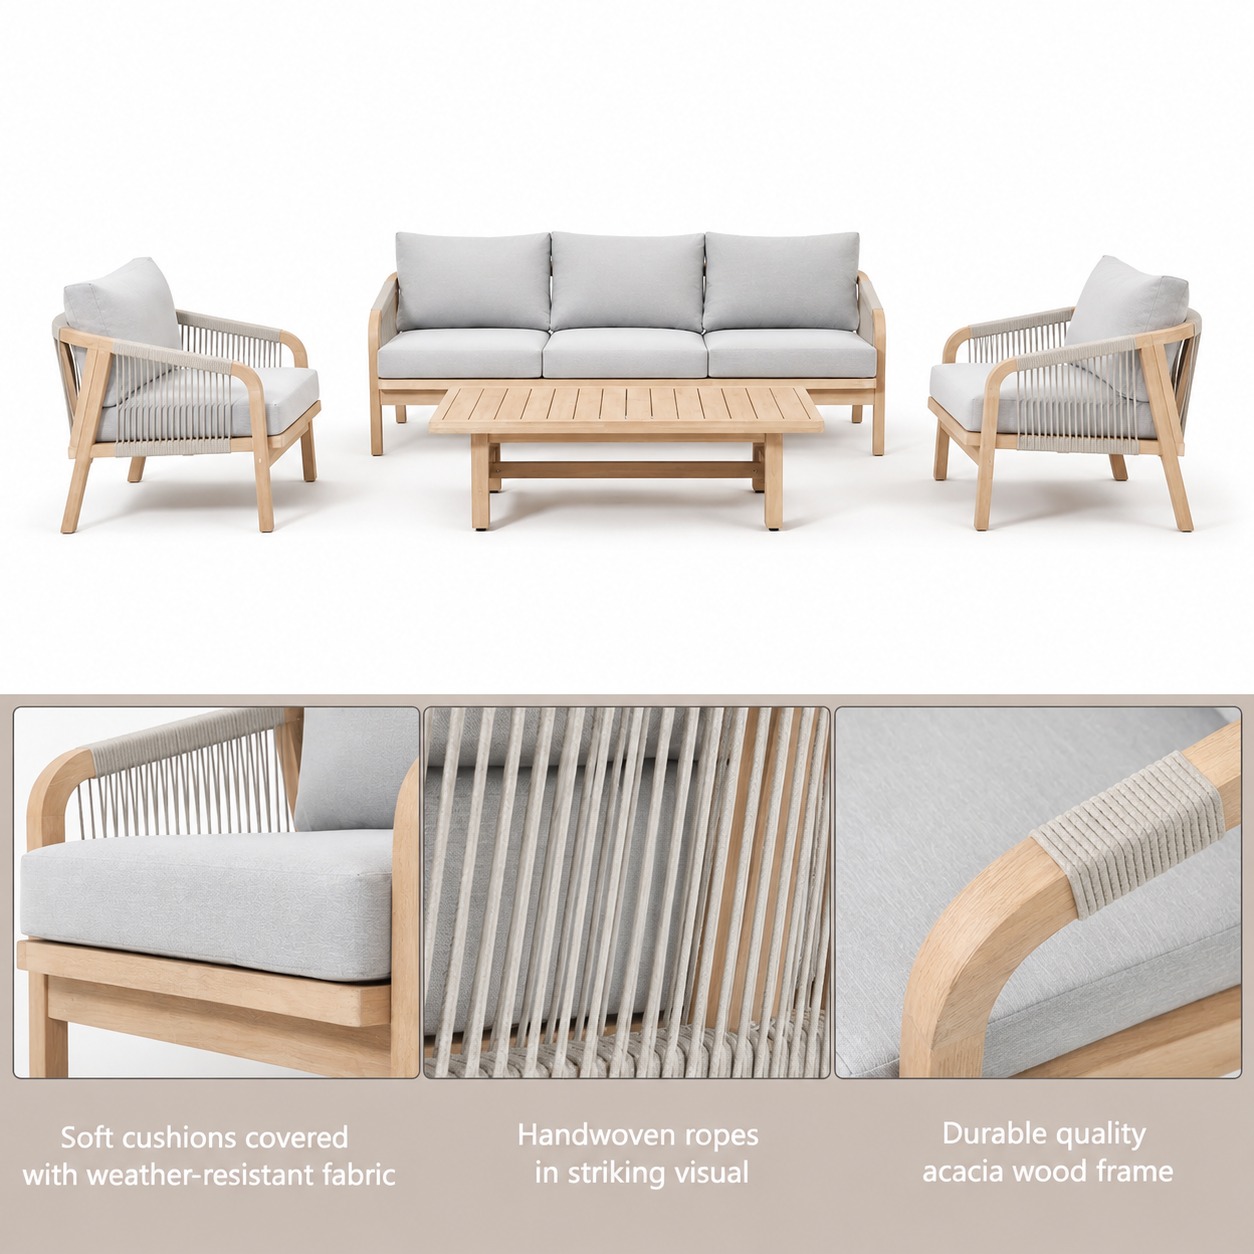 Soft cushions covered
with weather-resistant fabric
Handwoven ropes
in striking visual
Durable quality
acacia wood frame